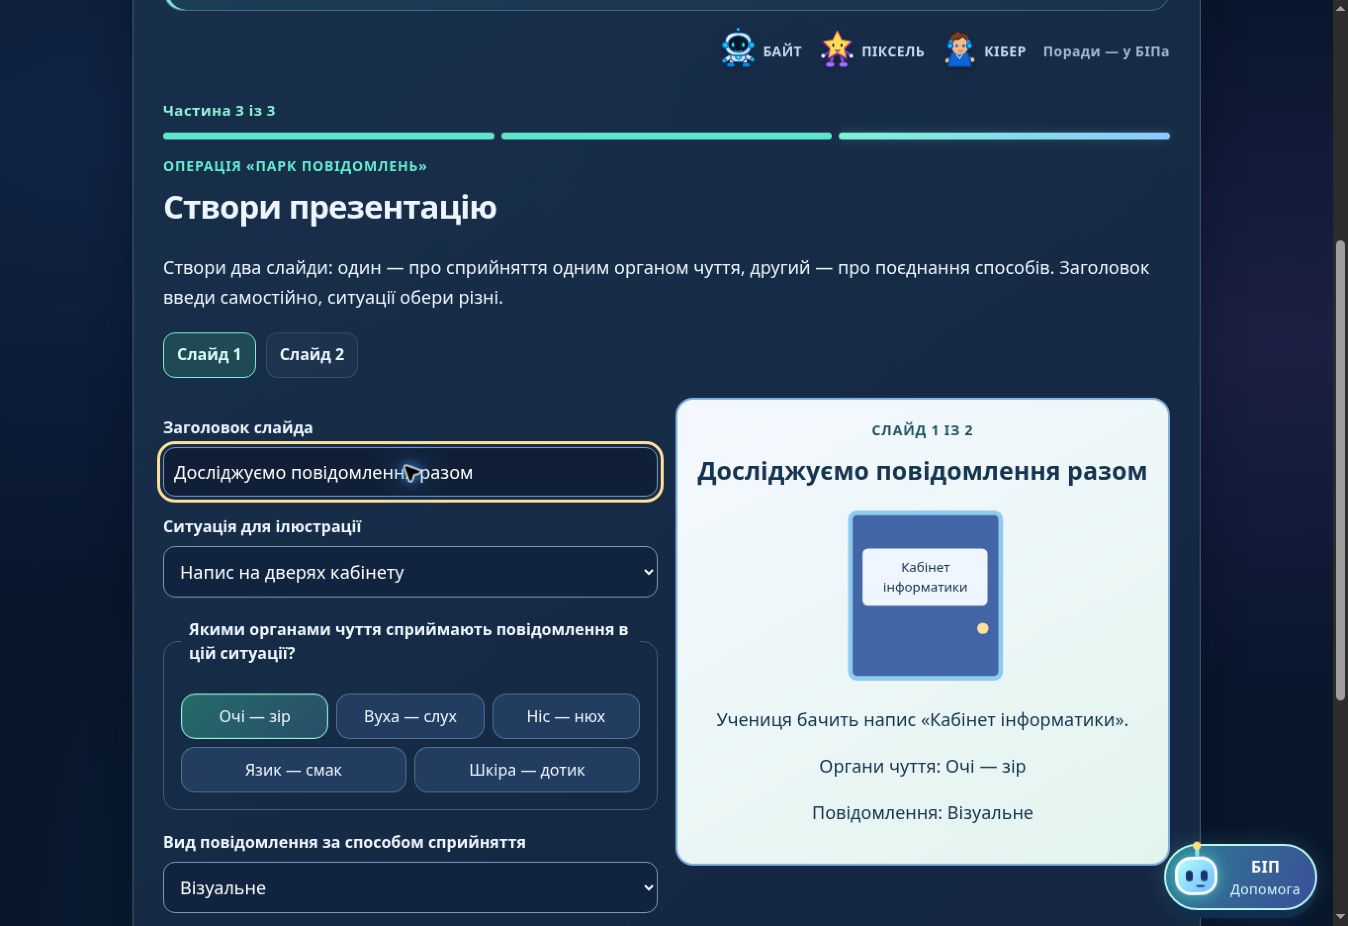 БАЙТ
ПІКСЕЛЬ
КІБЕР
Поради — у БІПа
Частина 3 із 3
ОПЕРАЦІЯ «ПАРК ПОВІДОМЛЕНЬ»
Створи презентацію
Створи два слайди: один — про сприйняття одним органом чуття, другий — про поєднання способів. Заголовок
введи самостійно, ситуації обери різні.
Слайд 1
Слайд 2
Заголовок слайда
Досліджуємо повідомлення разом
Ситуація для ілюстрації
Напис на дверях кабінету
Якими органами чуття сприймають повідомлення в
цій ситуації?
Очі — зір
Вуха — слух
Ніс — нюх
Язик — смак
Шкіра — дотик
Вид повідомлення за способом сприйняття
Візуальне
СЛАЙД 1 ІЗ 2
Досліджуємо повідомлення разом
Кабінет
інформатики
Учениця бачить напис «Кабінет інформатики».
Органи чуття: Очі — зір
Повідомлення: Візуальне
БІП
Допомога